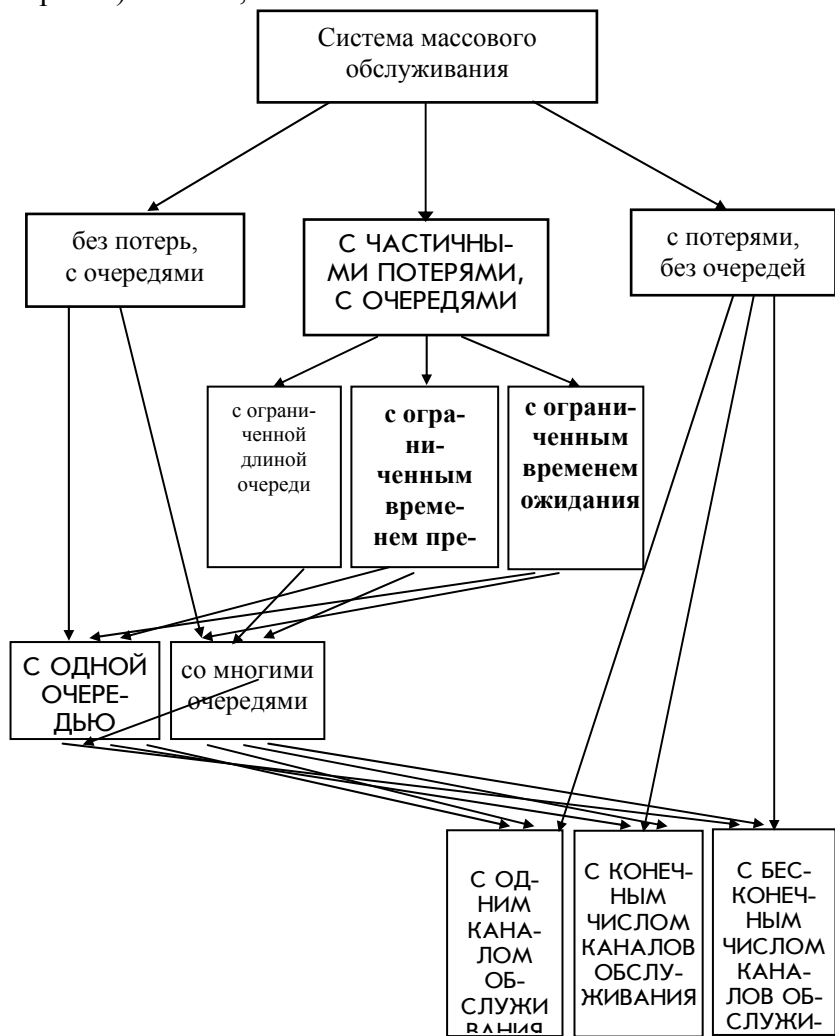 Система массового
обслуживания
без потерь,
с очередями
С ЧАСТИЧНЫ-
МИ ПОТЕРЯМИ,
С ОЧЕРЕДЯМИ
с потерями,
без очередей
с ограни-
ченной
длиной
очереди
с огра-
ни-
ченным
време-
нем пре-
с ограни-
ченным
временем
ожидания
С ОДНОЙ
ОЧЕРЕ-
ДЬЮ
со многими
очередями
С ОД-
НИМ
КАНА-
ЛОМ
ОБ-
СЛУЖИ
ВАНИЯ
С КОНЕЧ-
НЫМ
ЧИСЛОМ
КАНАЛОВ
ОБСЛУ-
ЖИВАНИЯ
С БЕС-
КОНЕЧ-
НЫМ
ЧИСЛОМ
КАНА-
ЛОВ ОБ-
СЛУЖИ-